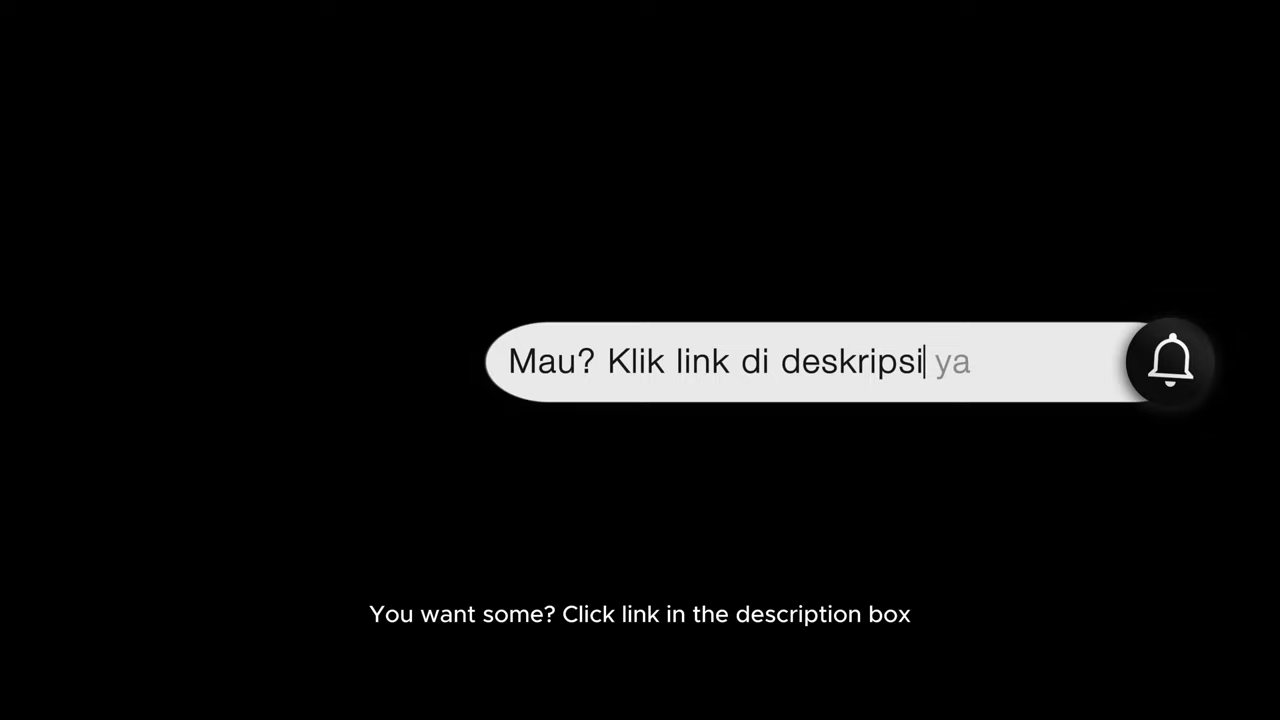 Mau? Klik link di deskripsi ya
You want some? Click link in the description box